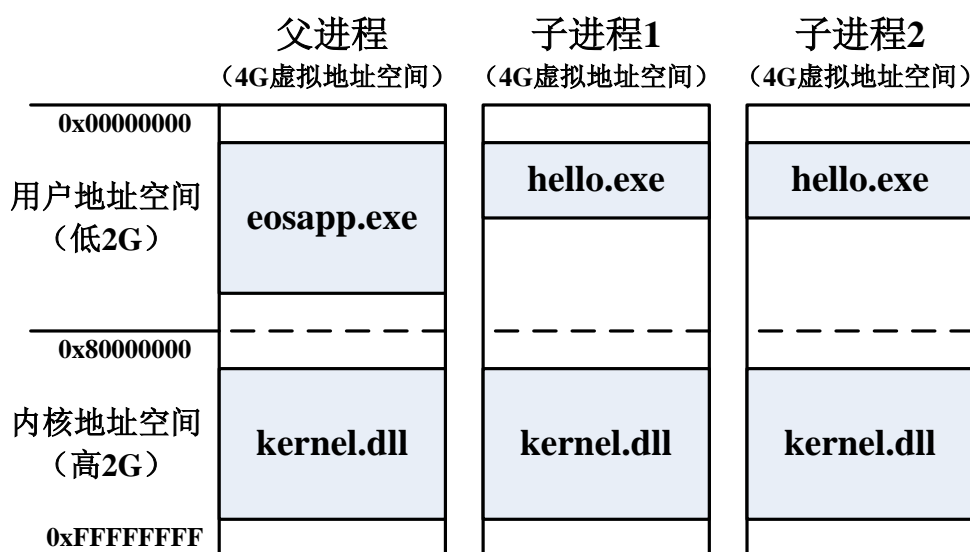 父进程
（4G虚拟地址空间）
子进程1
（4G虚拟地址空间）
子进程2
（4G虚拟地址空间）
0x00000000
用户地址空间
（低2G）
eosapp.exe
hello.exe
hello.exe
0x80000000
内核地址空间
（高2G）
kernel.dll
kernel.dll
kernel.dll
0xFFFFFFFF